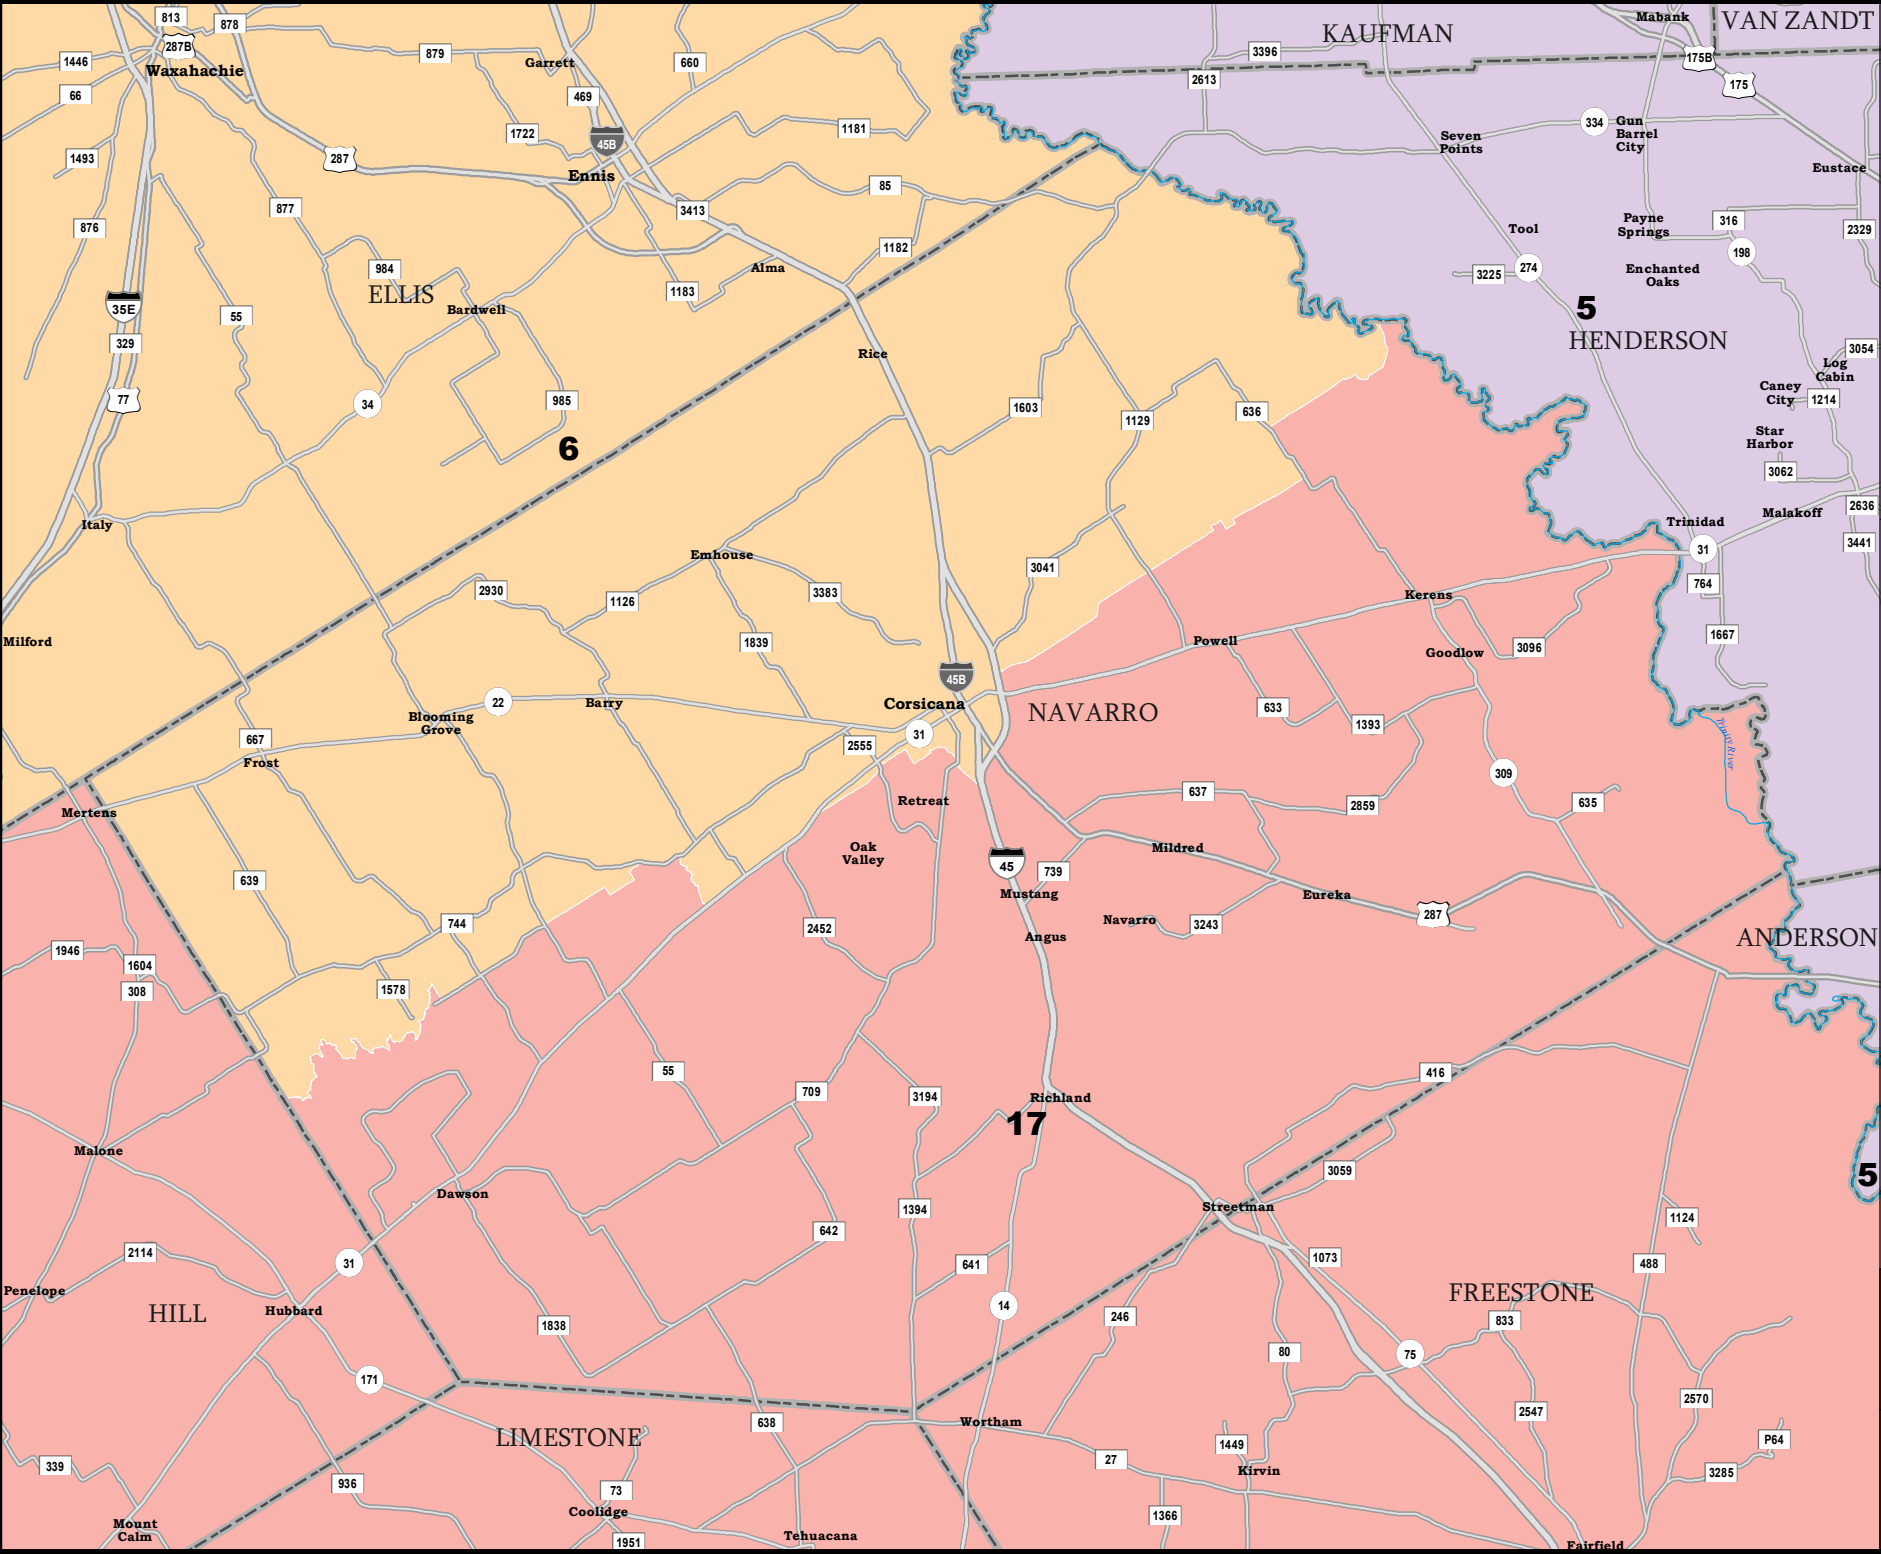 813
878
KAUFMAN
Mabank
VAN ZANDT
287B
1446
Waxahachie
879
Garrett
660
3396
2613
175B
175
66
469
1722
45B
1181
334
Gun
Barrel
City
Seven
Points
1493
287
Ennis
85
Eustace
877
3413
876
316
Payne
Springs
2329
Tool
1182
198
984
ELLIS
Alma
3225
274
Enchanted
Oaks
1183
35E
55
Bardwell
5
HENDERSON
329
Rice
3054
Log
Cabin
77
34
985
1603
1129
636
Caney
City
1214
6
Star
Harbor
3062
Italy
Trinidad
Malakoff
2636
Emhouse
31
3441
3041
764
2930
1126
3383
Kerens
Milford
1839
Powell
Goodlow
3096
1667
45B
22
Barry
Corsicana
NAVARRO
633
1393
Blooming
Grove
31
2555
667
Frost
Trinity River
309
Mertens
Retreat
637
2859
635
Oak
Valley
Mildred
45
739
639
Mustang
Eureka
744
2452
Navarro
3243
287
Angus
ANDERSON
1946
1604
308
1578
55
416
709
3194
Richland
17
Malone
3059
5
Dawson
1394
Streetman
642
1124
2114
31
641
1073
488
Penelope
HILL
Hubbard
14
FREESTONE
1838
246
833
80
75
171
2570
LIMESTONE
638
Wortham
2547
1449
P64
339
27
Kirvin
3285
936
73
Coolidge
1366
Mount
Calm
1951
Tehuacana
Fairfield